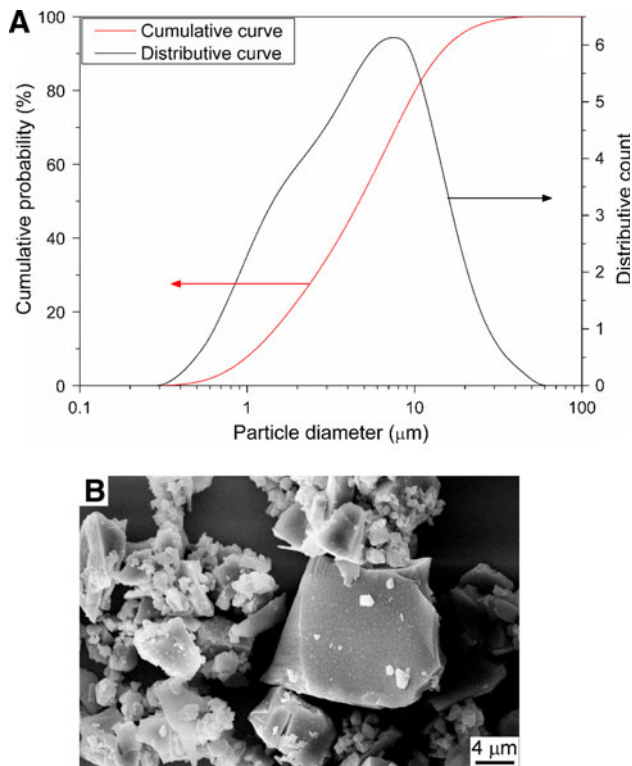 A
Cumulative curve
Distributive curve
Cumulative probability (%)
100
80
60
40
20
0
6
5
4
3
2
1
0
Distributive count
0.1 1 10 100
Particle diameter (μm)
B
4 μm